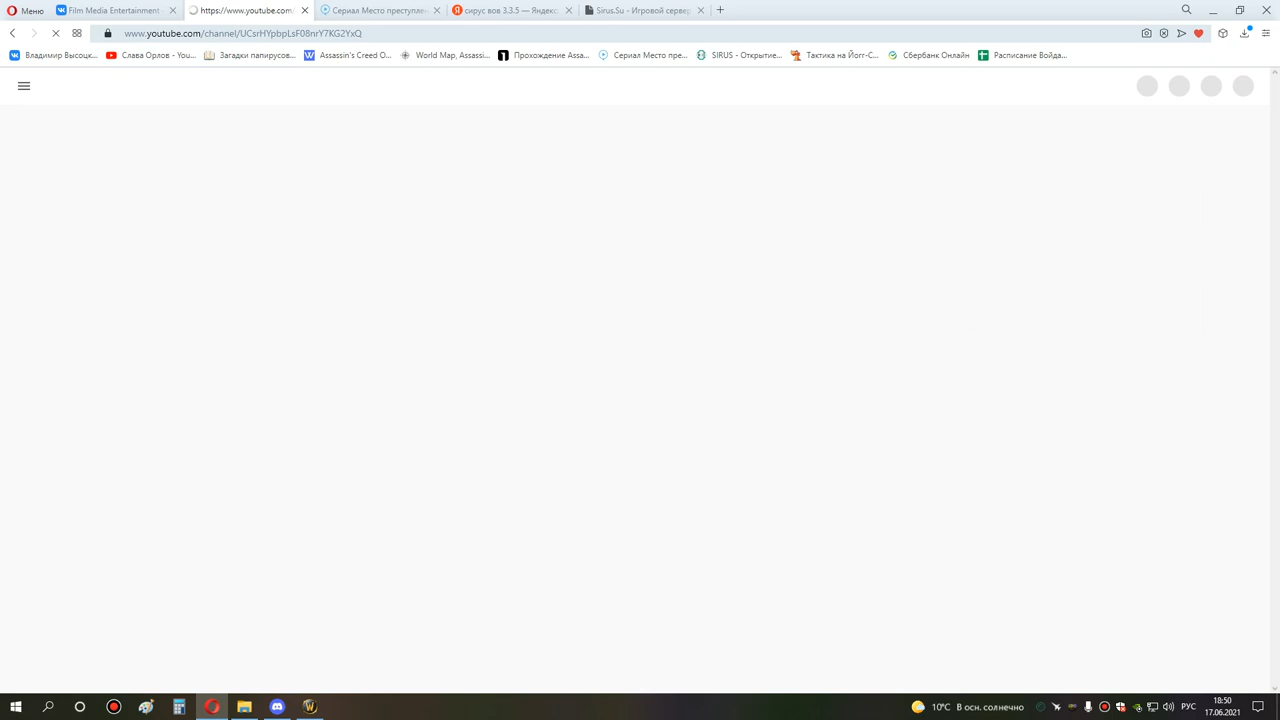 Меню
Film Media Entertainment -
https://www.youtube.com/
Сериал Место преступлен
сирус вов 3.3.5 — Яндекс
Sirus.Su - Игровой сервер
www.youtube.com/channel/UCsrHYpbpLsF08nrY7KG2YxQ
Владимир Высоцк...
Слава Орлов - You...
Загадки папирусов...
Assassin's Creed O...
World Map, Assassi...
Прохождение Assa...
Сериал Место пре...
SIRUS - Открытие...
Тактика на Йогг-С...
Сбербанк Онлайн
Расписание Войда...
10°C В осн. солнечно
РУС
18:50
17.06.2021